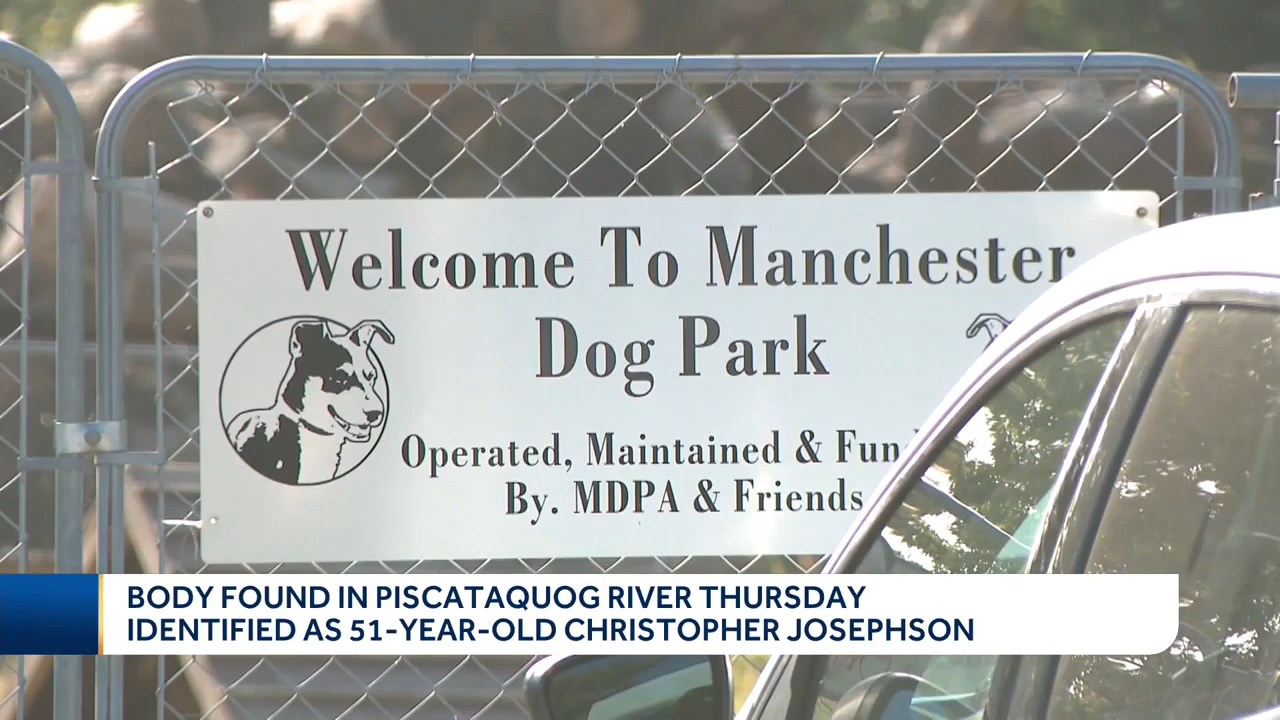 Welcome To Manchester
Dog Park
Operated, Maintained & Fun
By. MDPA & Friends
BODY FOUND IN PISCATAQUOG RIVER THURSDAY
IDENTIFIED AS 51-YEAR-OLD CHRISTOPHER JOSEPHSON